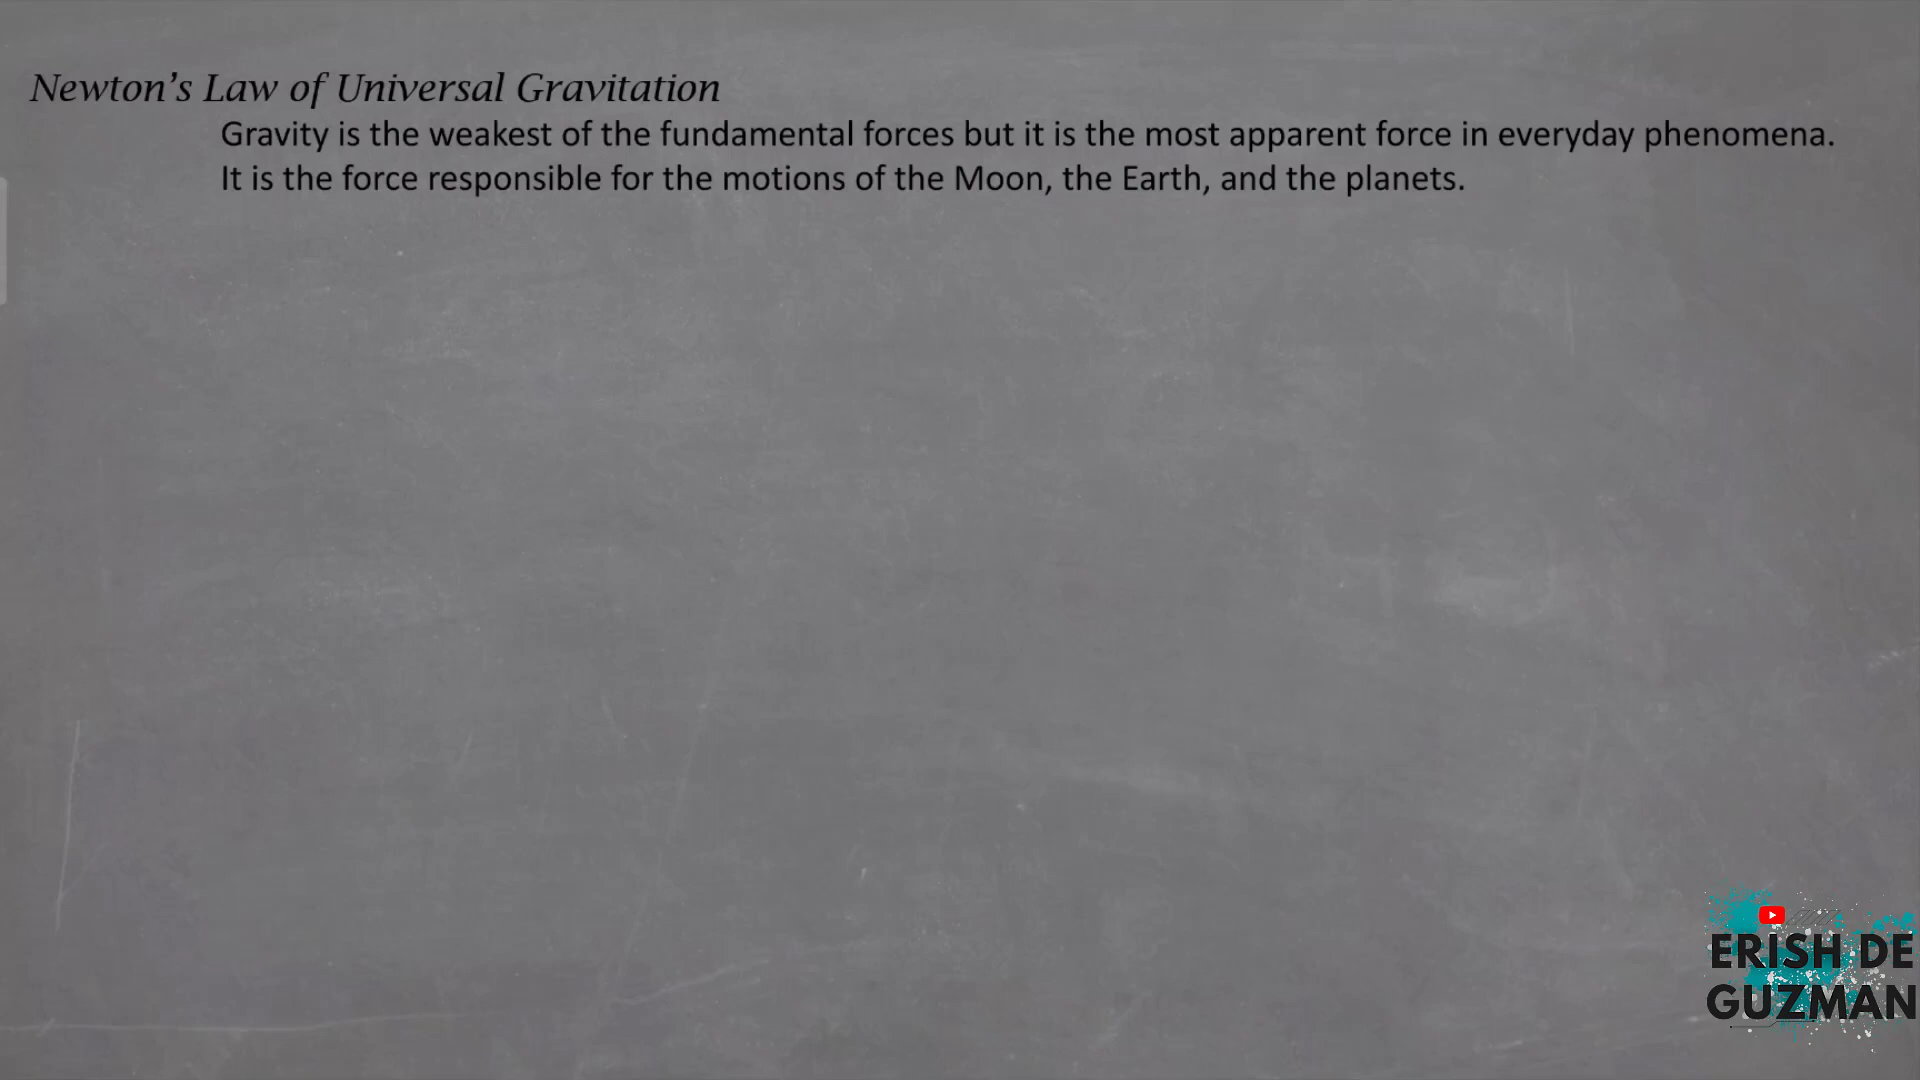 Newton’s Law of Universal Gravitation
Gravity is the weakest of the fundamental forces but it is the most apparent force in everyday phenomena.
It is the force responsible for the motions of the Moon, the Earth, and the planets.
ERISH DE
GUZMAN